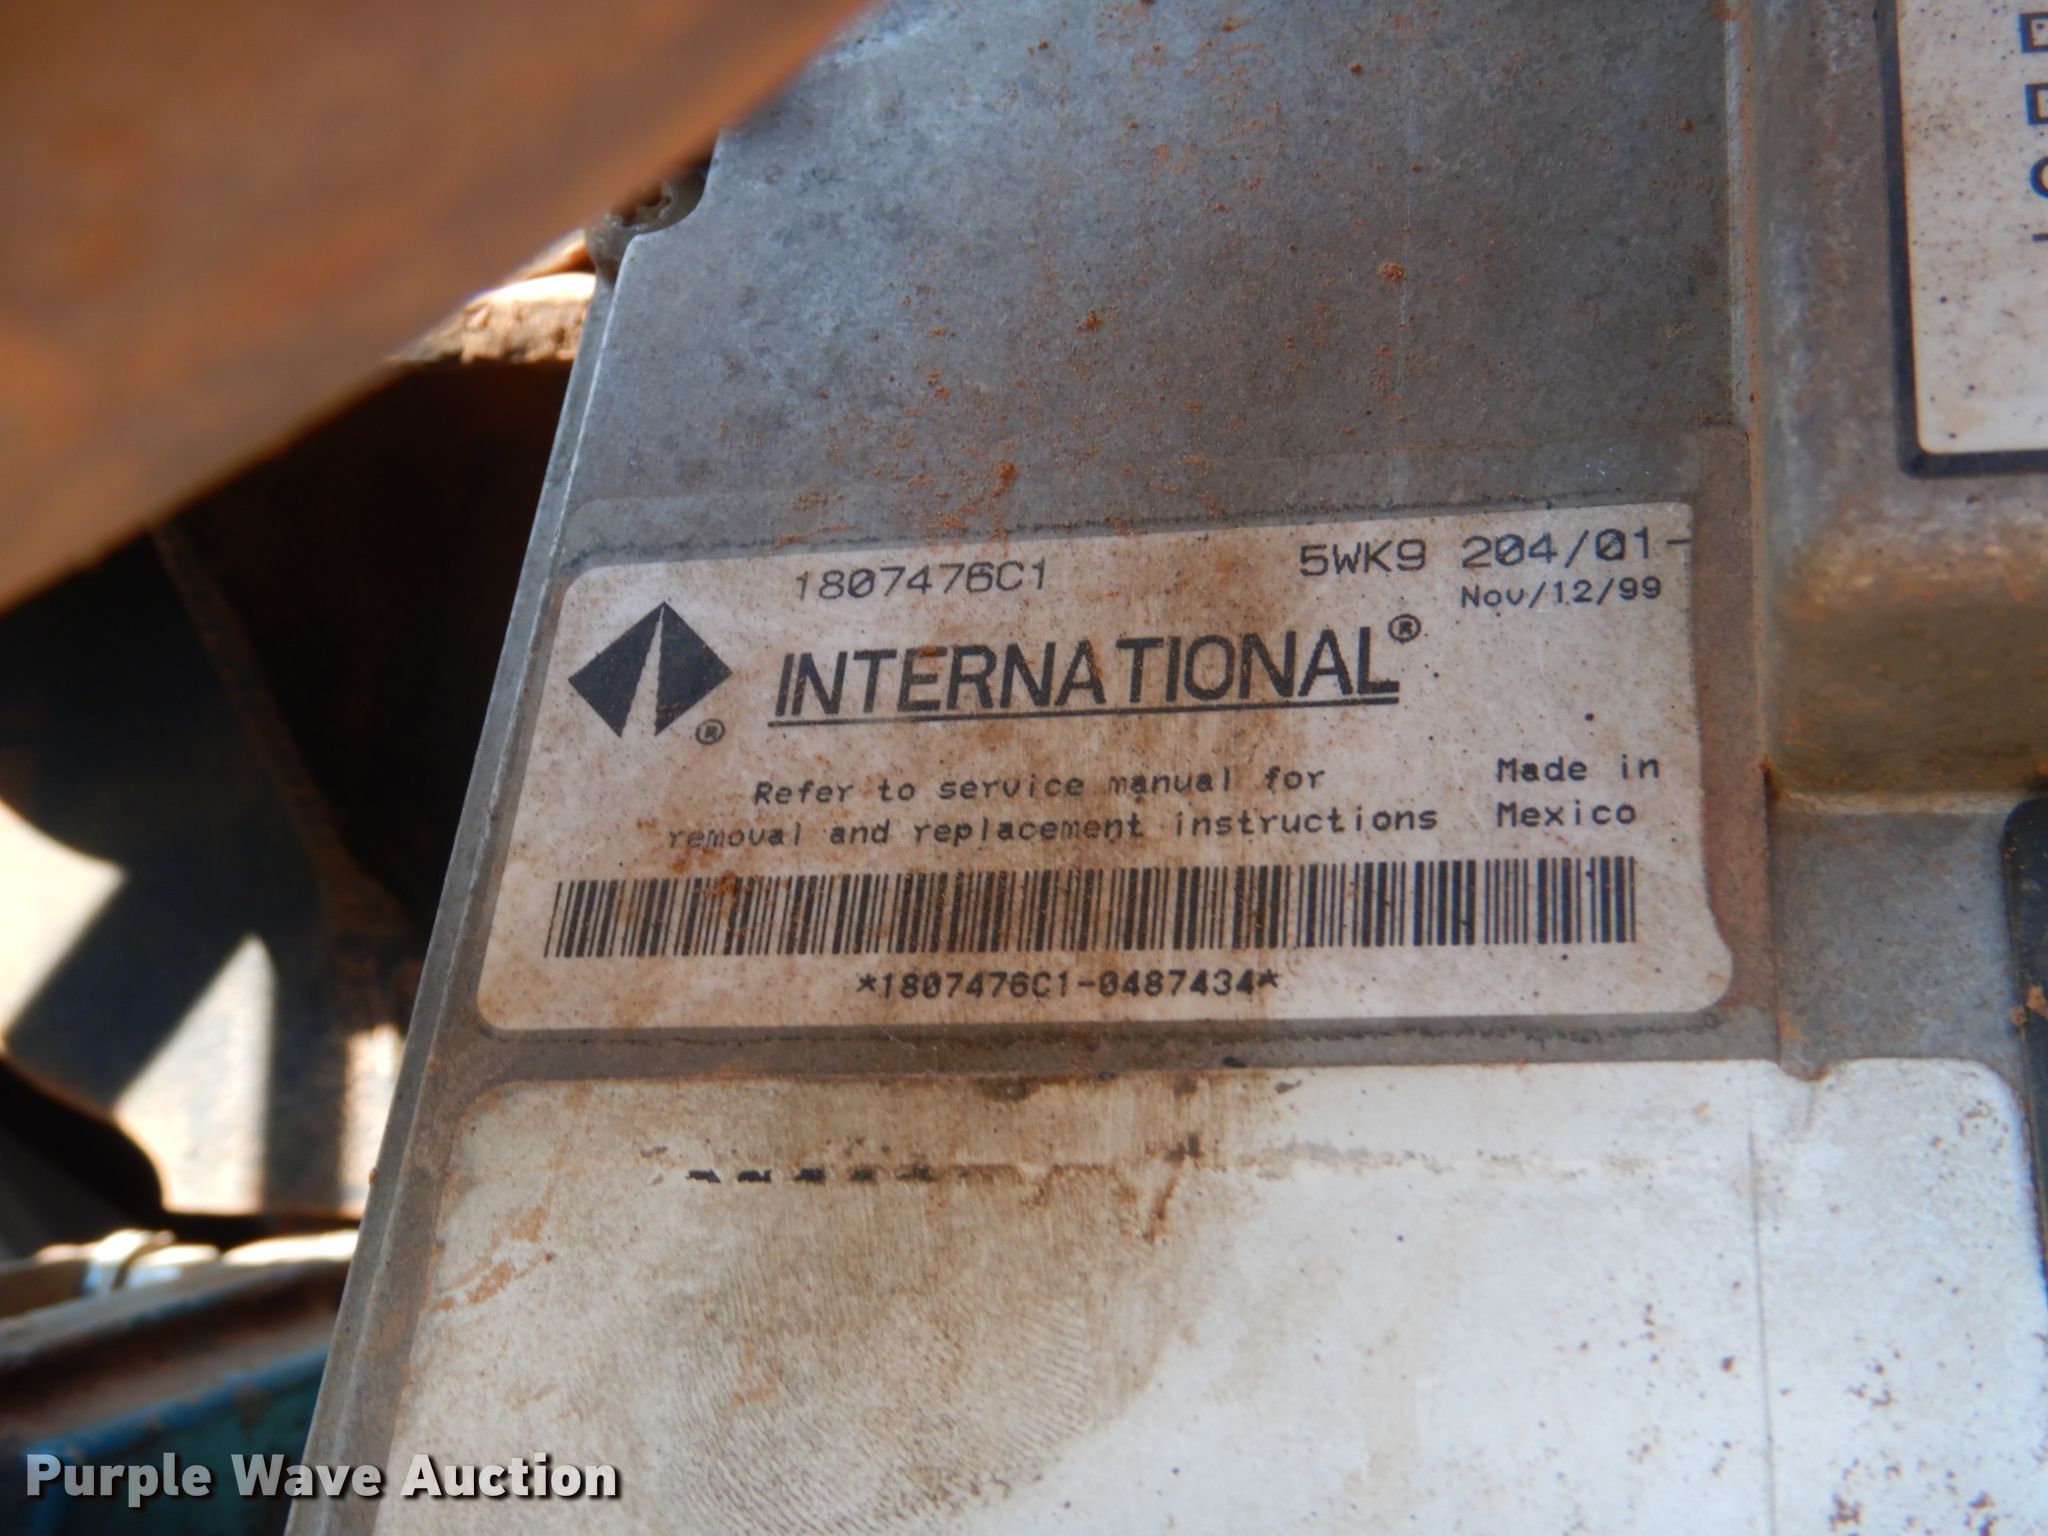 1807476C1 5WK9 204/01-
Nov/12/99
INTERNATIONAL®
®
Refer to service manual for
removal and replacement instructions
Made in
Mexico
*1807476C1-0487434*
Purple Wave Auction